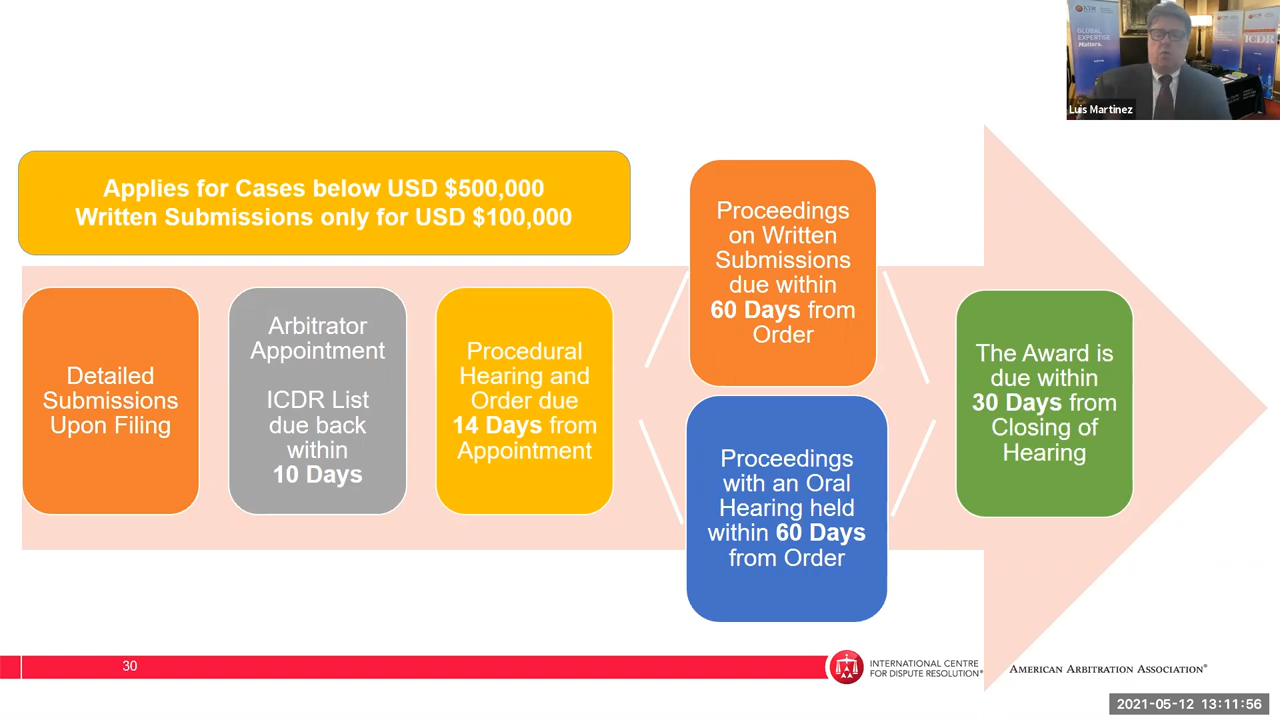 GLOBAL
EXPERTISE
Matters.
ICDR
Luis Martinez
Applies for Cases below USD $500,000
Written Submissions only for USD $100,000
Detailed
Submissions
Upon Filing
Arbitrator
Appointment
ICDR List
due back
within
10 Days
Procedural
Hearing and
Order due
14 Days from
Appointment
Proceedings
on Written
Submissions
due within
60 Days from
Order
Proceedings
with an Oral
Hearing held
within 60 Days
from Order
The Award is
due within
30 Days from
Closing of
Hearing
30
INTERNATIONAL CENTRE
FOR DISPUTE RESOLUTION®
AMERICAN ARBITRATION ASSOCIATION®
2021-05-12 13:11:56